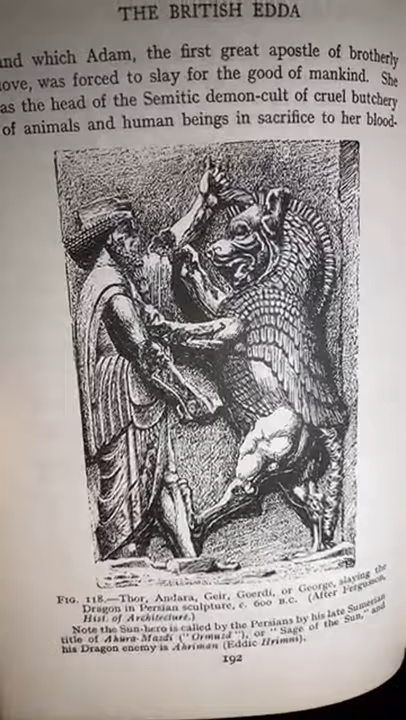 THE BRITISH EDDA
and which Adam, the first great apostle of brotherly
love, was forced to slay for the good of mankind. She
as the head of the Semitic demon-cult of cruel butchery
of animals and human beings in sacrifice to her blood-
FIG. 118.—Thor, Andara, Geir, Goerdi, or George, slaying the
Dragon in Persian sculpture, c. 600 B.C. (After Fergusson,
Hist. of Architecture.)
Note the Sun-hero is called by the Persians by his late Sumerian
title of Ahura-Mazdi ("Ormuzd"), or "Sage of the Sun," and
his Dragon enemy is Ahriman (Eddic Hrimni).
192